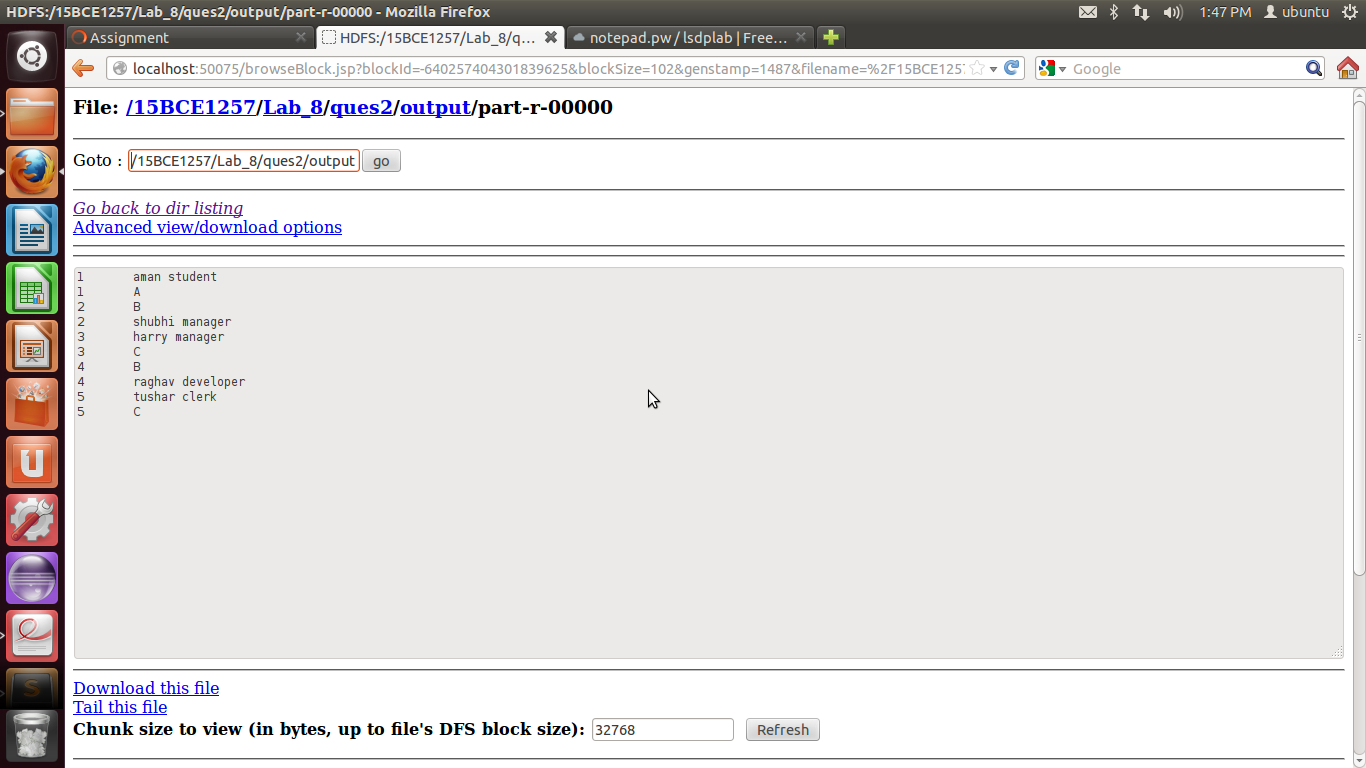 HDFS:/15BCE1257/Lab_8/ques2/output/part-r-00000 - Mozilla Firefox
1:47 PM
ubuntu
Assignment
HDFS:/15BCE1257/Lab_8/q...
notepad.pw / lsdplab | Free...
localhost:50075/browseBlock.jsp?blockId=-640257404301839625&blockSize=102&genstamp=1487&filename=%2F15BCE1257
Google
File: /15BCE1257/Lab_8/ques2/output/part-r-00000
Goto : /15BCE1257/Lab_8/ques2/output go
Go back to dir listing
Advanced view/download options
1 aman student
1 A
2 B
2 shubhi manager
3 harry manager
3 C
4 B
4 raghav developer
5 tushar clerk
5 C
Download this file
Tail this file
Chunk size to view (in bytes, up to file's DFS block size): 32768 Refresh